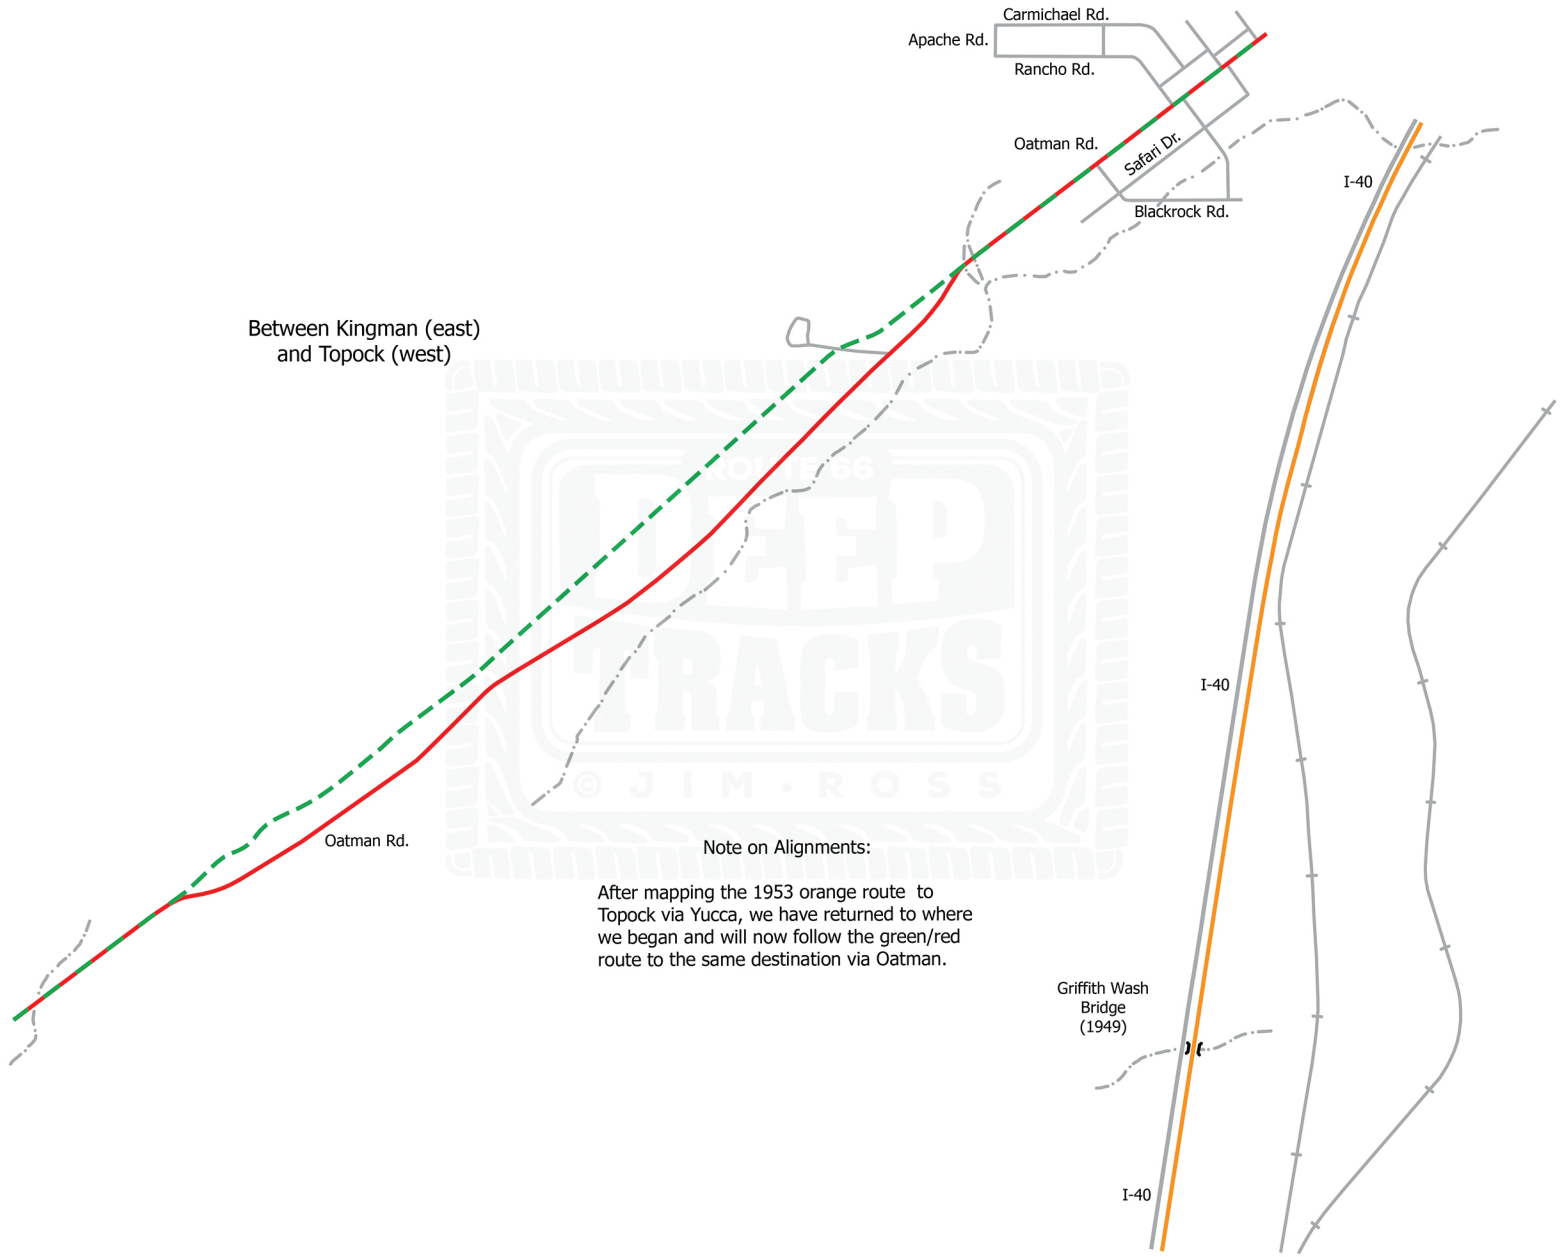 Carmichael Rd.
Apache Rd.
Rancho Rd.
Oatman Rd.
Safari Dr.
I-40
Blackrock Rd.
Between Kingman (east)
and Topock (west)
ROUTE 66
DEEP
TRACKS
© JIM • ROSS
I-40
Oatman Rd.
Note on Alignments:
After mapping the 1953 orange route to
Topock via Yucca, we have returned to where
we began and will now follow the green/red
route to the same destination via Oatman.
Griffith Wash
Bridge
(1949)
I-40